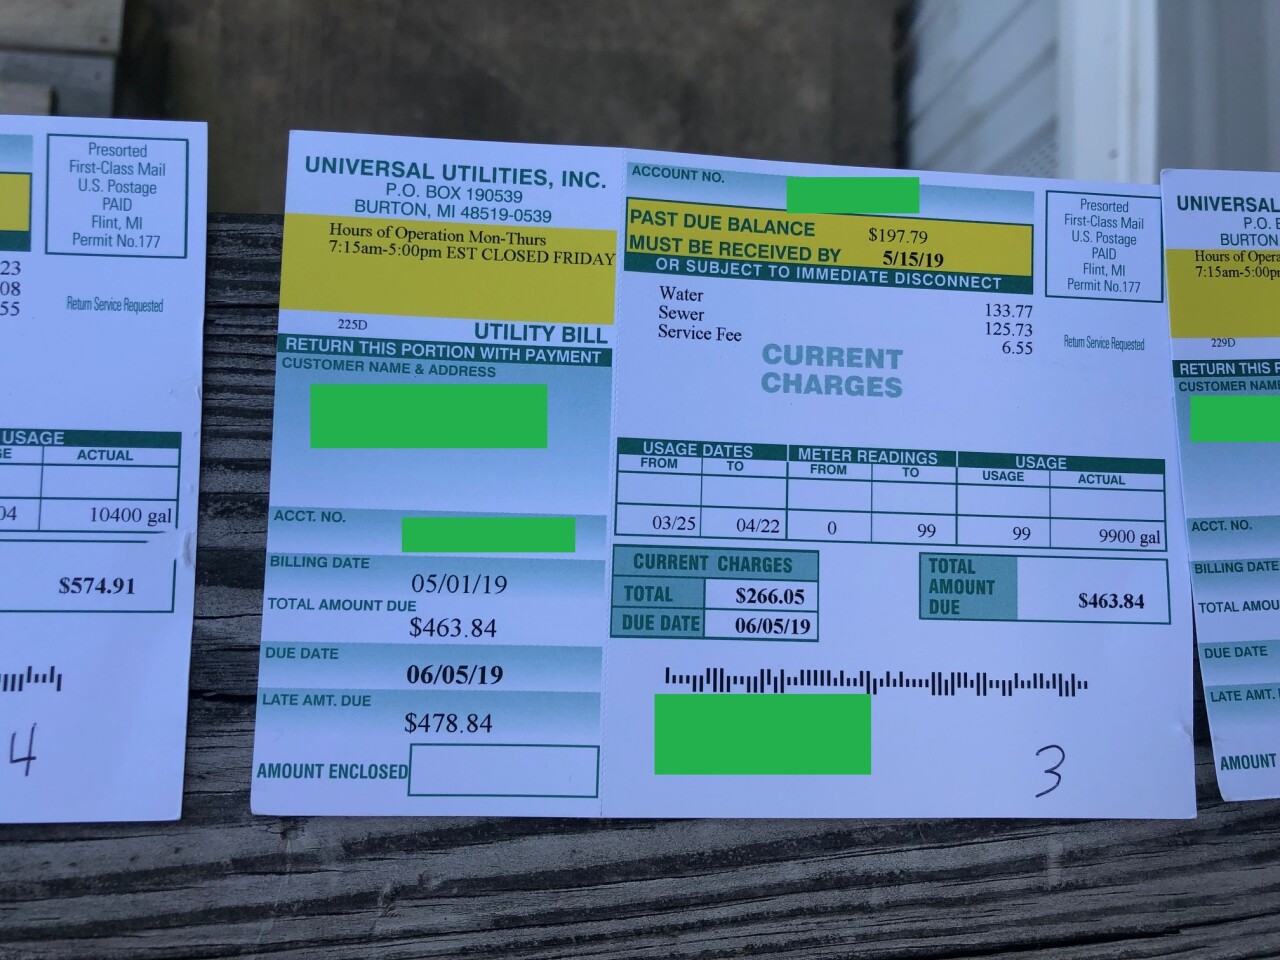 Presorted
First-Class Mail
U.S. Postage
PAID
Flint, MI
Permit No.177
23
08
55
Return Service Requested
USAGE
ACTUAL
04
10400 gal
$574.91
4
UNIVERSAL UTILITIES, INC.
P.O. BOX 190539
BURTON, MI 48519-0539
Hours of Operation Mon-Thurs
7:15am-5:00pm EST CLOSED FRIDAY
225D
UTILITY BILL
RETURN THIS PORTION WITH PAYMENT
CUSTOMER NAME & ADDRESS
ACCT. NO.
BILLING DATE
05/01/19
TOTAL AMOUNT DUE
$463.84
DUE DATE
06/05/19
LATE AMT. DUE
$478.84
AMOUNT ENCLOSED
ACCOUNT NO.
PAST DUE BALANCE $197.79
MUST BE RECEIVED BY 5/15/19
OR SUBJECT TO IMMEDIATE DISCONNECT
Water 133.77
Sewer 125.73
Service Fee 6.55
CURRENT
CHARGES
Presorted
First-Class Mail
U.S. Postage
PAID
Flint, MI
Permit No.177
Return Service Requested
USAGE DATES METER READINGS USAGE
FROM TO FROM TO USAGE ACTUAL
03/25 04/22 0 99 99 9900 gal
CURRENT CHARGES
TOTAL $266.05
DUE DATE 06/05/19
TOTAL
AMOUNT
DUE
$463.84
3
UNIVERSAL
P.O.
BURTON
Hours of Opera
7:15am-5:00p
229D
RETURN THIS P
CUSTOMER NAME
ACCT. NO.
BILLING DATE
TOTAL AMOU
DUE DATE
LATE AMT.
AMOUNT